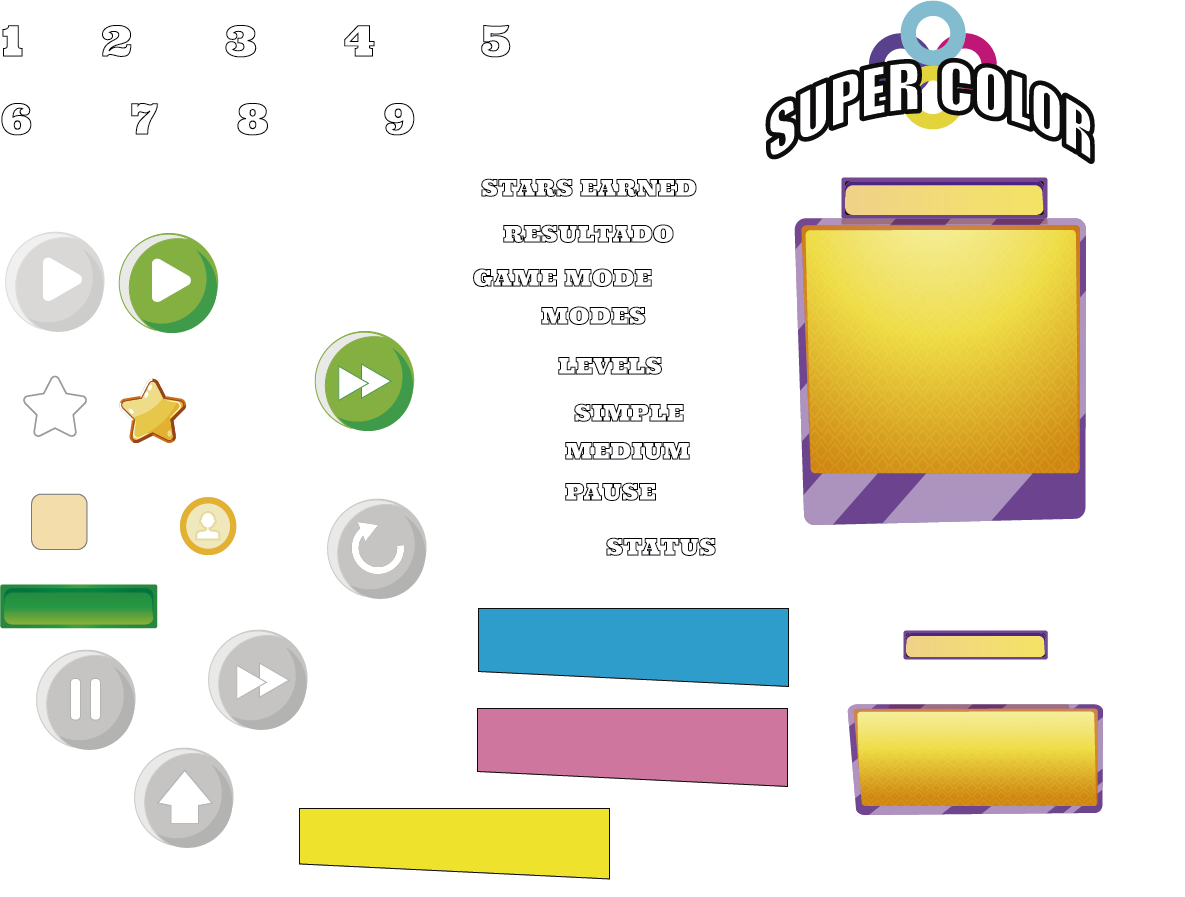 1 2 3 4 5
6 7 8 9
SUPER COLOR
STARS EARNED
RESULTADO
GAME MODE
MODES
LEVELS
SIMPLE
MEDIUM
PAUSE
STATUS